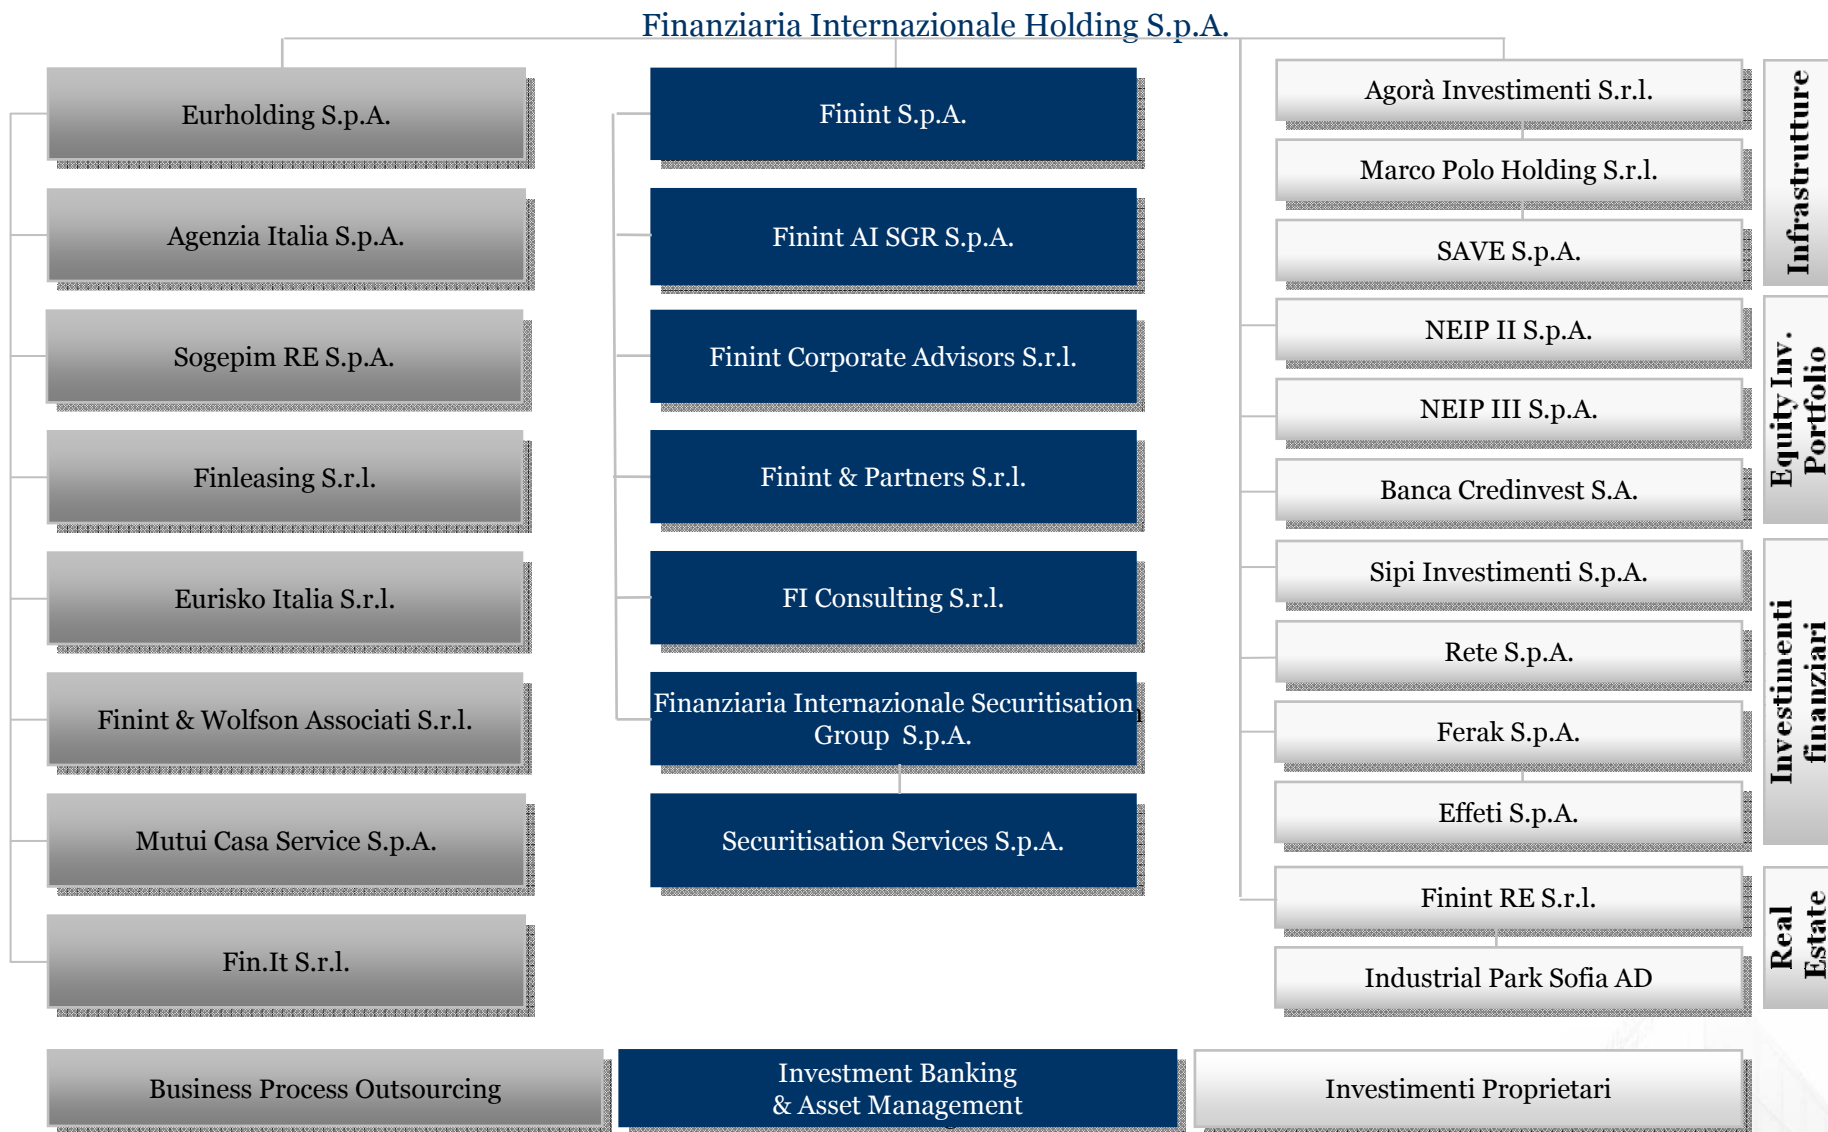 Finanziaria Internazionale Holding S.p.A.
Eurholding S.p.A.
Agenzia Italia S.p.A.
Sogepim RE S.p.A.
Finleasing S.r.l.
Eurisko Italia S.r.l.
Finint & Wolfson Associati S.r.l.
Mutui Casa Service S.p.A.
Fin.It S.r.l.
Business Process Outsourcing
Finint S.p.A.
Finint AI SGR S.p.A.
Finint Corporate Advisors S.r.l.
Finint & Partners S.r.l.
FI Consulting S.r.l.
Finanziaria Internazionale Securitisation
Group S.p.A.
Securitisation Services S.p.A.
Investment Banking
& Asset Management
Agorà Investimenti S.r.l.
Marco Polo Holding S.r.l.
SAVE S.p.A.
NEIP II S.p.A.
NEIP III S.p.A.
Banca Credinvest S.A.
Sipi Investimenti S.p.A.
Rete S.p.A.
Ferak S.p.A.
Effeti S.p.A.
Finint RE S.r.l.
Industrial Park Sofia AD
Investimenti Proprietari
Infrastrutture
Equity Inv.
Portfolio
Investimenti
finanziari
Real
Estate